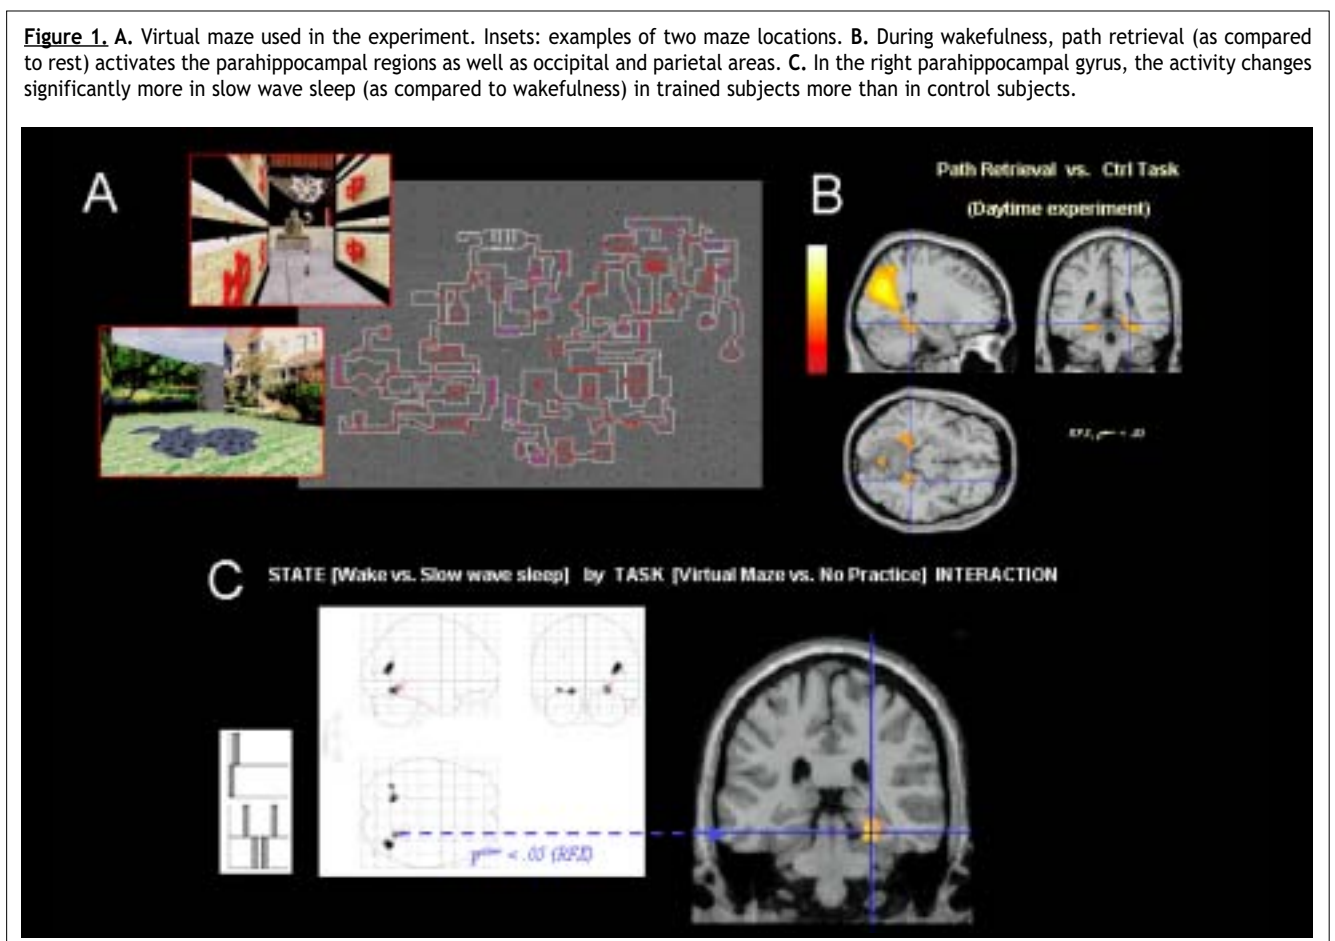 Figure 1. A. Virtual maze used in the experiment. Insets: examples of two maze locations. B. During wakefulness, path retrieval (as compared
to rest) activates the parahippocampal regions as well as occipital and parietal areas. C. In the right parahippocampal gyrus, the activity changes
significantly more in slow wave sleep (as compared to wakefulness) in trained subjects more than in control subjects.
A
B
Path Retrieval vs. Ctrl Task
(Daytime experiment)
C
STATE [Wake vs. Slow wave sleep] by TASK [Virtual Maze vs. No Practice] INTERACTION
< .05 (RFX)